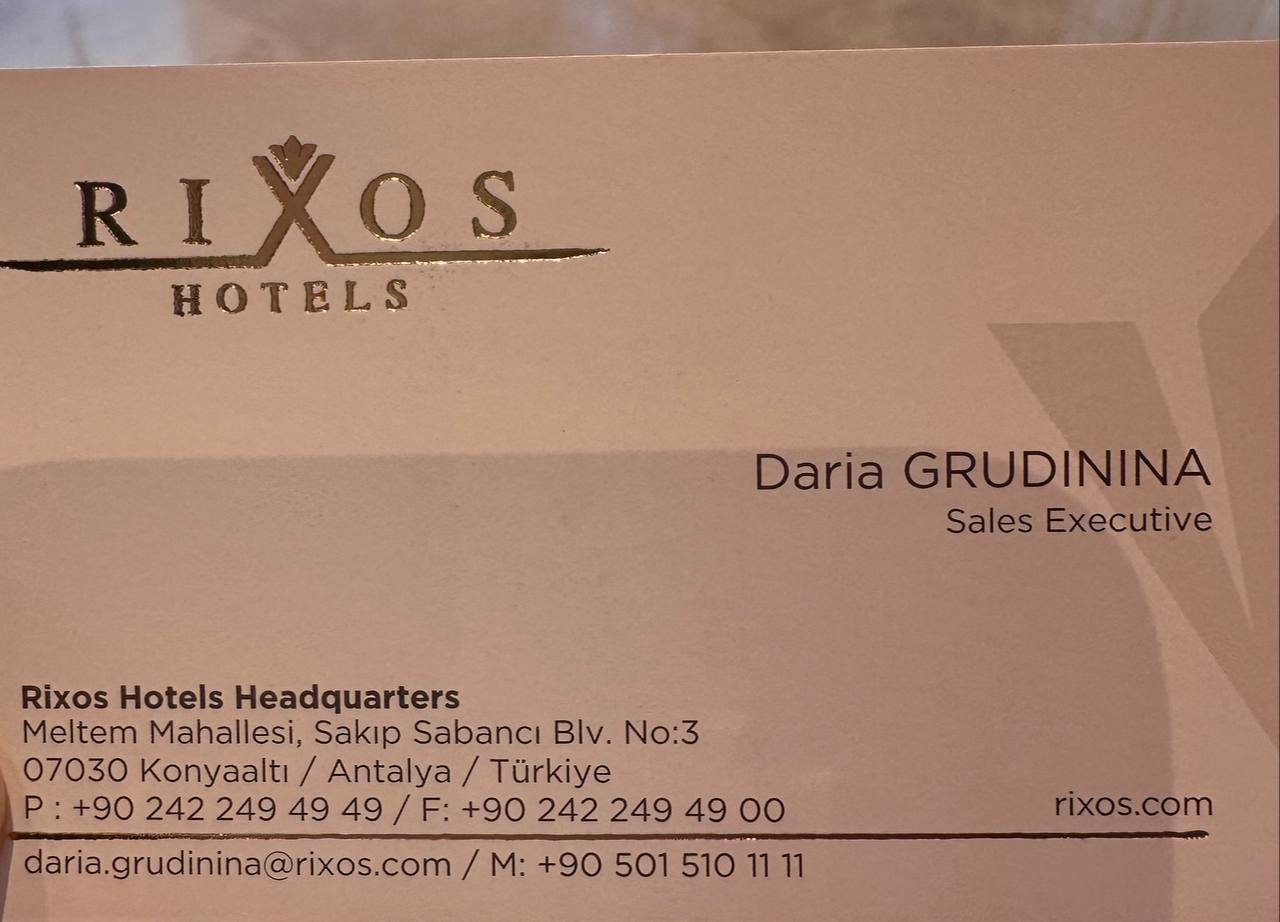 RIXOS
HOTELS
Daria GRUDININA
Sales Executive
Rixos Hotels Headquarters
Meltem Mahallesi, Sakıp Sabancı Blv. No:3
07030 Konyaaltı / Antalya / Türkiye
P : +90 242 249 49 49 / F: +90 242 249 49 00
rixos.com
daria.grudinina@rixos.com / M: +90 501 510 11 11